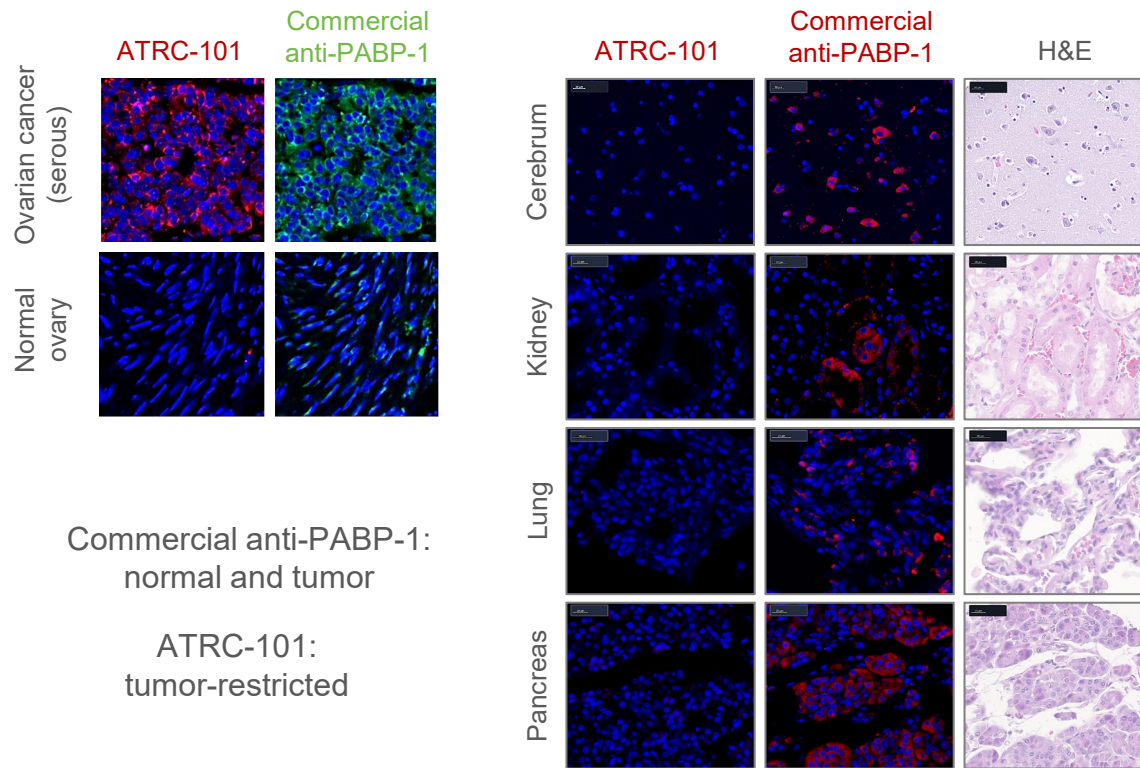 ATRC-101
Commercial
anti-PABP-1
Ovarian cancer
(serous)
Normal
ovary
Commercial anti-PABP-1:
normal and tumor
ATRC-101:
tumor-restricted
ATRC-101
Commercial
anti-PABP-1
H&E
Cerebrum
Kidney
Lung
Pancreas